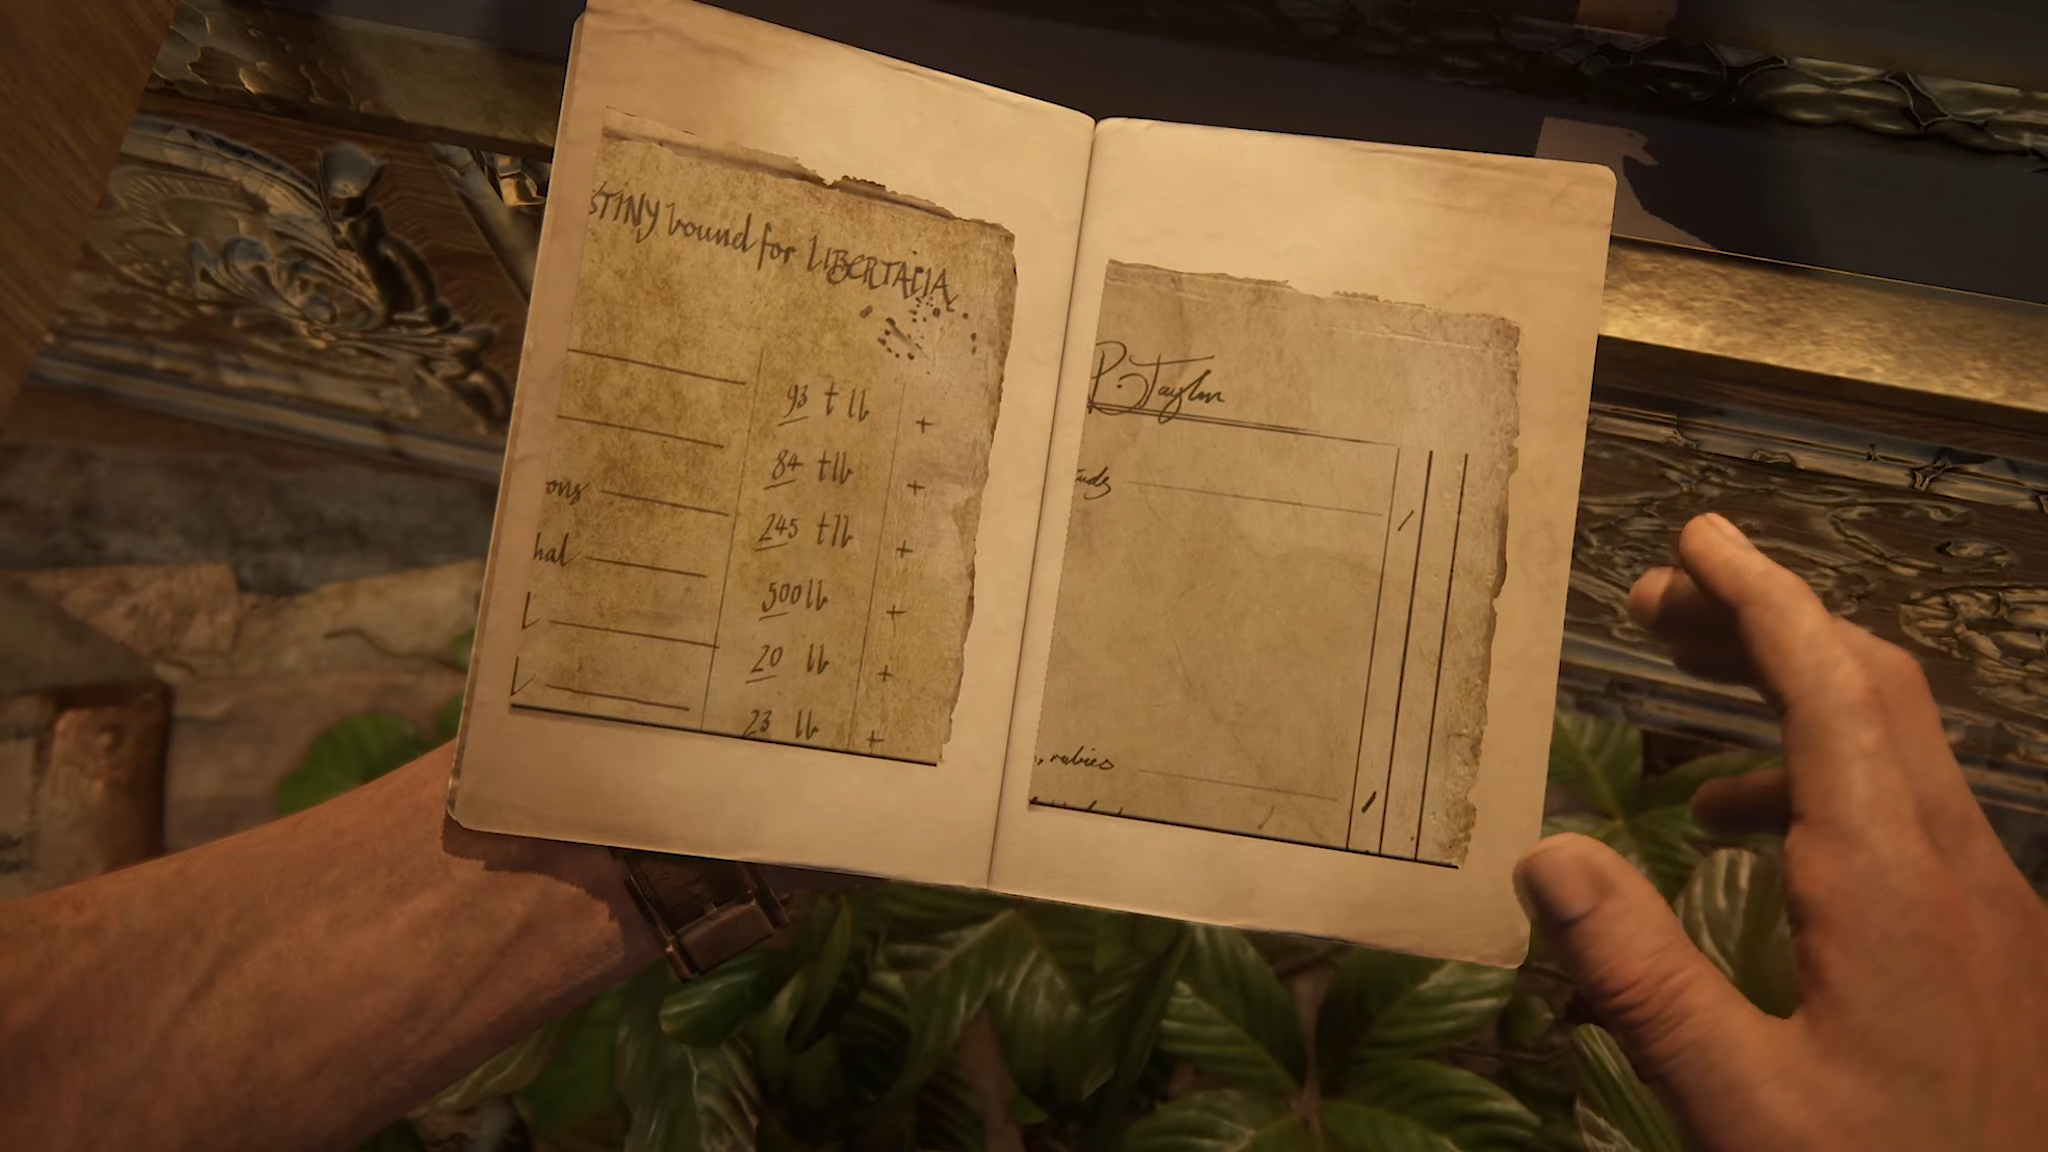 STINY bound for LIBERTALIA
93 t lb +
84 t lb +
ons 245 t lb +
hal 500 lb +
L 20 lb +
L 23 lb +
P. Taylor
, rubies